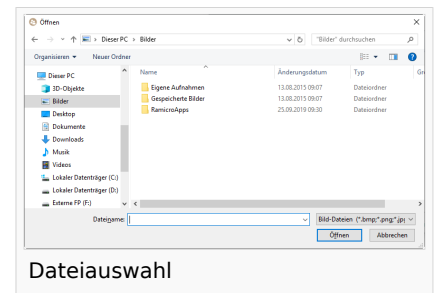 Öffnen
Dieser PC > Bilder
"Bilder" durchsuchen
Organisieren Neuer Ordner
Name Änderungsdatum Typ Grö
Dieser PC
3D-Objekte
Bilder
Desktop
Dokumente
Downloads
Musik
Videos
Lokaler Datenträger (C:)
Lokaler Datenträger (D:)
Externe FP (F:)
Eigene Aufnahmen 13.08.2015 09:07 Dateiordner
Gespeicherte Bilder 13.08.2015 09:07 Dateiordner
RamicroApps 25.09.2019 09:30 Dateiordner
Dateiname:
Bild-Dateien (*.bmp;*.png;*.jp
Öffnen Abbrechen
Dateiauswahl